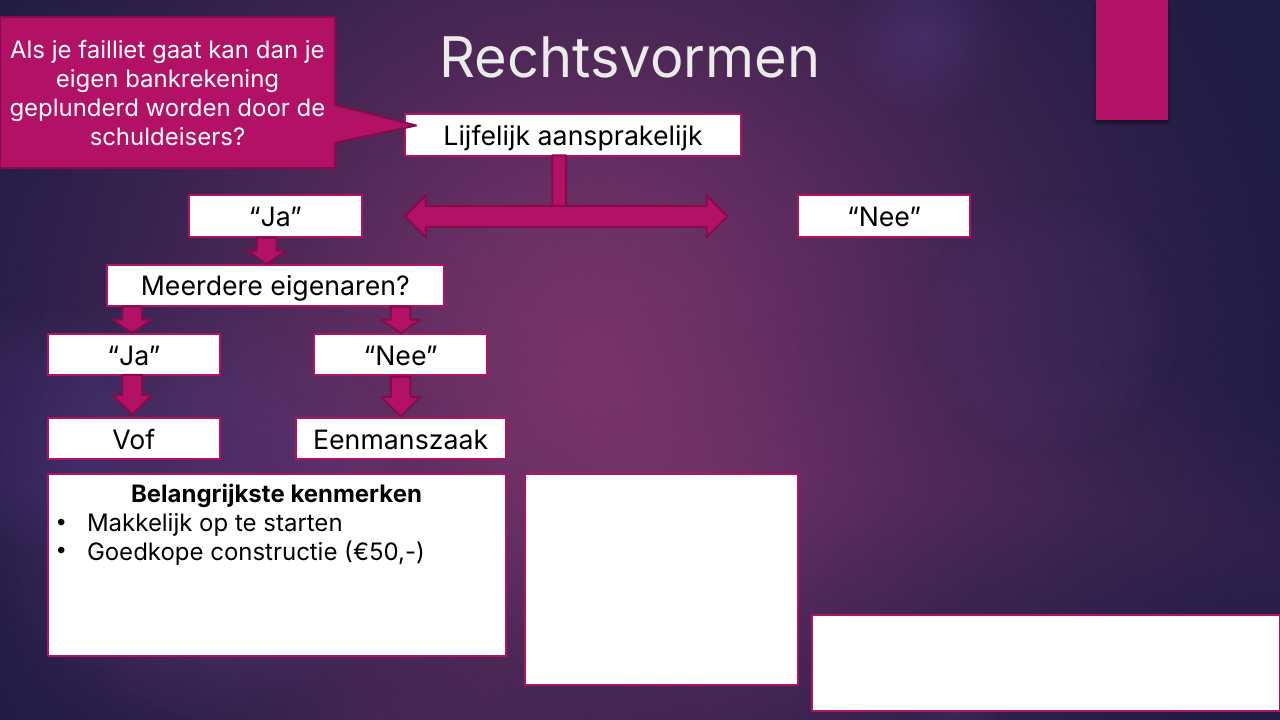 Als je failliet gaat kan dan je
eigen bankrekening
geplunderd worden door de
schuldeisers?
Rechtsvormen
Lijfelijk aansprakelijk
“Ja”
“Nee”
Meerdere eigenaren?
“Ja”
“Nee”
Vof
Eenmanszaak
Belangrijkste kenmerken
• Makkelijk op te starten
• Goedkope constructie (€50,-)